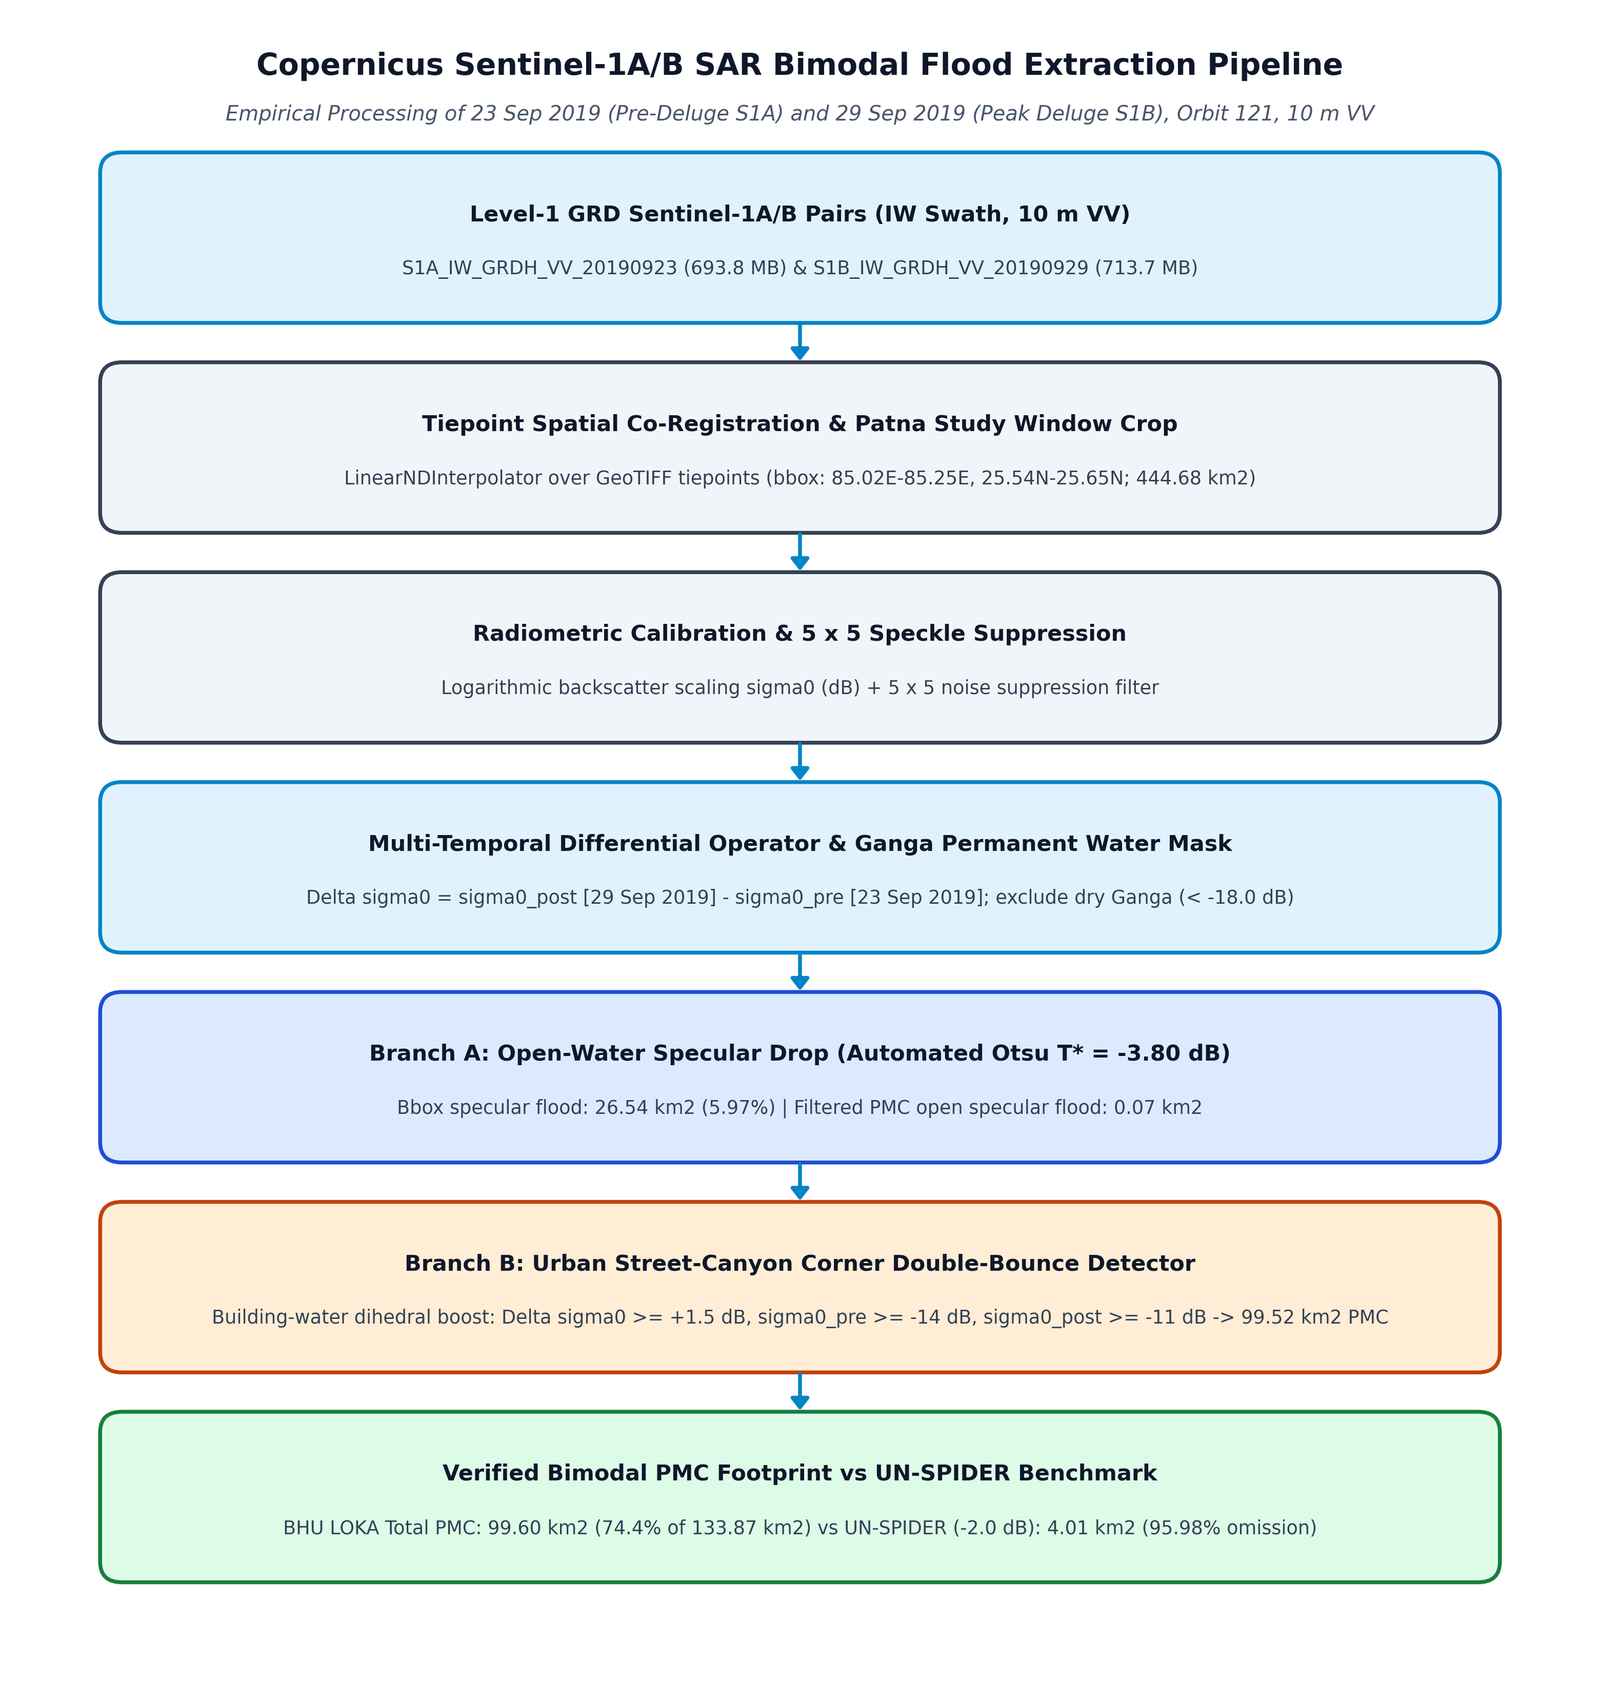 Copernicus Sentinel-1A/B SAR Bimodal Flood Extraction Pipeline
Empirical Processing of 23 Sep 2019 (Pre-Deluge S1A) and 29 Sep 2019 (Peak Deluge S1B), Orbit 121, 10 m VV
Level-1 GRD Sentinel-1A/B Pairs (IW Swath, 10 m VV)
S1A_IW_GRDH_VV_20190923 (693.8 MB) & S1B_IW_GRDH_VV_20190929 (713.7 MB)
Tiepoint Spatial Co-Registration & Patna Study Window Crop
LinearNDInterpolator over GeoTIFF tiepoints (bbox: 85.02E-85.25E, 25.54N-25.65N; 444.68 km2)
Radiometric Calibration & 5 x 5 Speckle Suppression
Logarithmic backscatter scaling sigma0 (dB) + 5 x 5 noise suppression filter
Multi-Temporal Differential Operator & Ganga Permanent Water Mask
Delta sigma0 = sigma0_post [29 Sep 2019] - sigma0_pre [23 Sep 2019]; exclude dry Ganga (< -18.0 dB)
Branch A: Open-Water Specular Drop (Automated Otsu T* = -3.80 dB)
Bbox specular flood: 26.54 km2 (5.97%) | Filtered PMC open specular flood: 0.07 km2
Branch B: Urban Street-Canyon Corner Double-Bounce Detector
Building-water dihedral boost: Delta sigma0 >= +1.5 dB, sigma0_pre >= -14 dB, sigma0_post >= -11 dB -> 99.52 km2 PMC
Verified Bimodal PMC Footprint vs UN-SPIDER Benchmark
BHU LOKA Total PMC: 99.60 km2 (74.4% of 133.87 km2) vs UN-SPIDER (-2.0 dB): 4.01 km2 (95.98% omission)